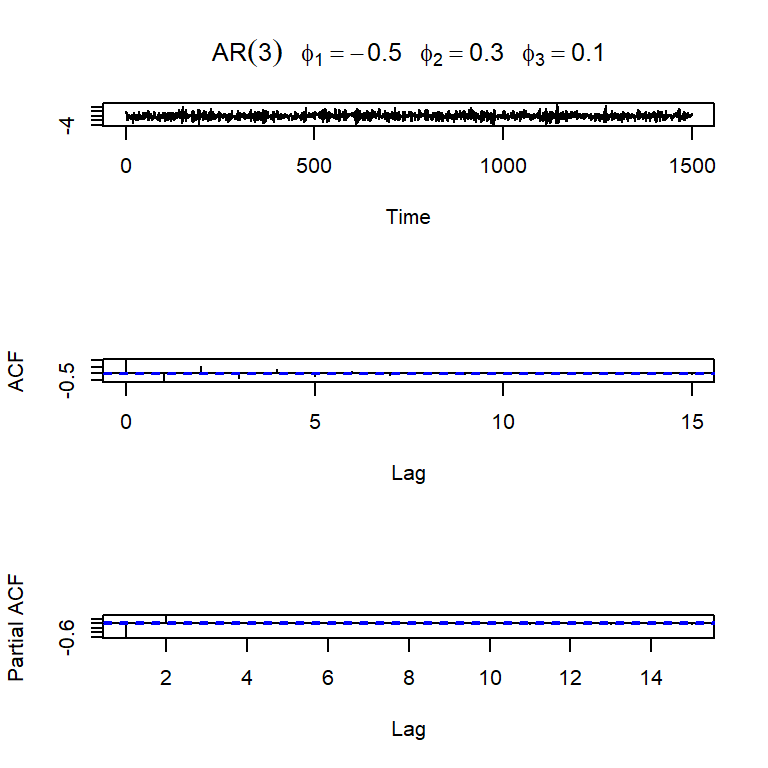 AR(3) ϕ1 = −0.5 ϕ2 = 0.3 ϕ3 = 0.1
-4
0 500 1000 1500
Time
ACF
-0.5
0 5 10 15
Lag
Partial ACF
-0.6
2 4 6 8 10 12 14
Lag